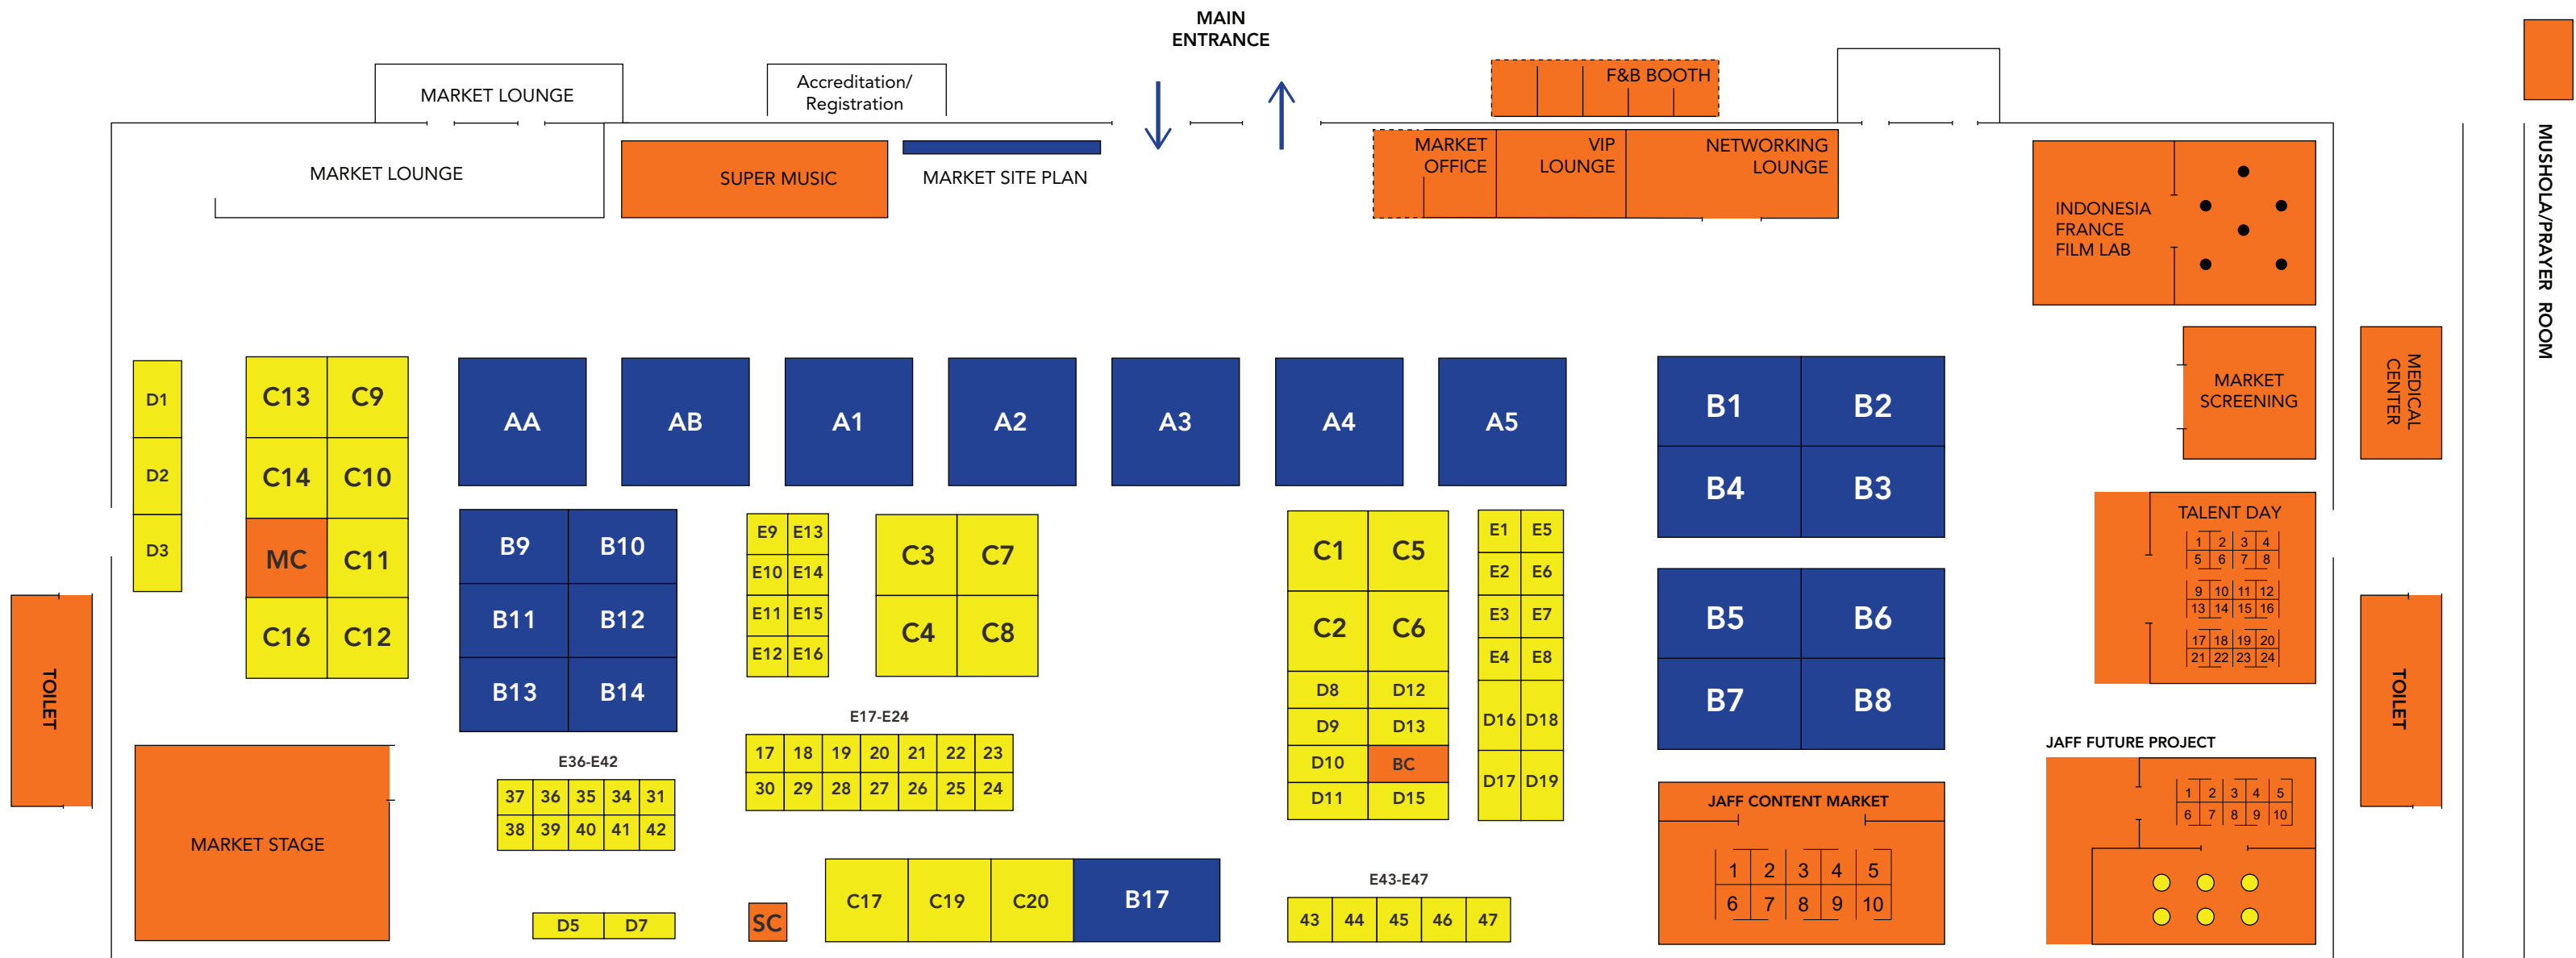 MAIN
ENTRANCE
MARKET LOUNGE
Accreditation/
Registration
F&B BOOTH
MARKET LOUNGE
SUPER MUSIC
MARKET SITE PLAN
MARKET
OFFICE
VIP
LOUNGE
NETWORKING
LOUNGE
INDONESIA
FRANCE
FILM LAB
MUSHOLA/PRAYER ROOM
MARKET
SCREENING
MEDICAL
CENTER
D1
D2
D3
C13 C9
C14 C10
MC C11
C16 C12
AA
AB
A1
A2
A3
A4
A5
B1 B2
B4 B3
B5 B6
B7 B8
B9 B10
B11 B12
B13 B14
E9 E13
E10 E14
E11 E15
E12 E16
C3 C7
C4 C8
C1 C5
C2 C6
D8 D12
D9 D13
D10 BC
D11 D15
E1 E5
E2 E6
E3 E7
E4 E8
D16 D18
D17 D19
TALENT DAY
1 2 3 4
5 6 7 8
9 10 11 12
13 14 15 16
17 18 19 20
21 22 23 24
TOILET
TOILET
E17-E24
17 18 19 20 21 22 23
30 29 28 27 26 25 24
E36-E42
37 36 35 34 31
38 39 40 41 42
MARKET STAGE
D5 D7
SC
C17 C19 C20 B17
E43-E47
43 44 45 46 47
JAFF CONTENT MARKET
1 2 3 4 5
6 7 8 9 10
JAFF FUTURE PROJECT
1 2 3 4 5
6 7 8 9 10